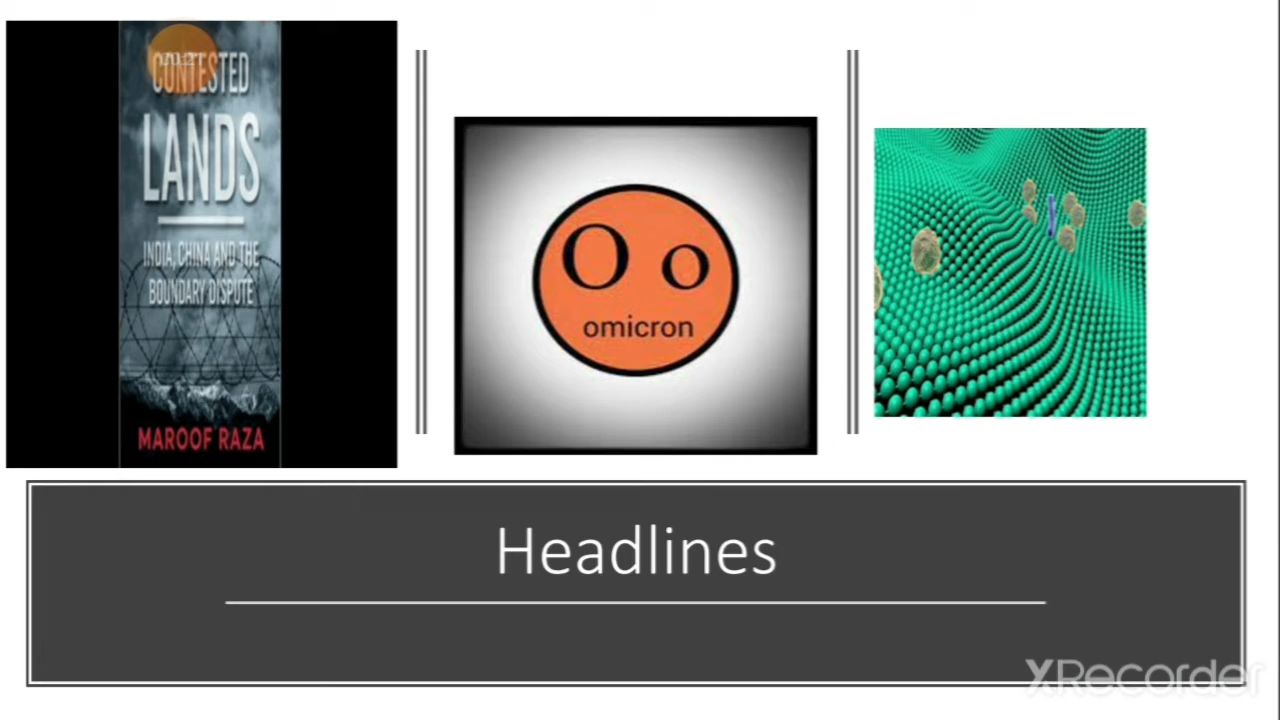 CONTESTED
LANDS
INDIA, CHINA AND THE
BOUNDARY DISPUTE
MAROOF RAZA
O o
omicron
Headlines
XRecorder